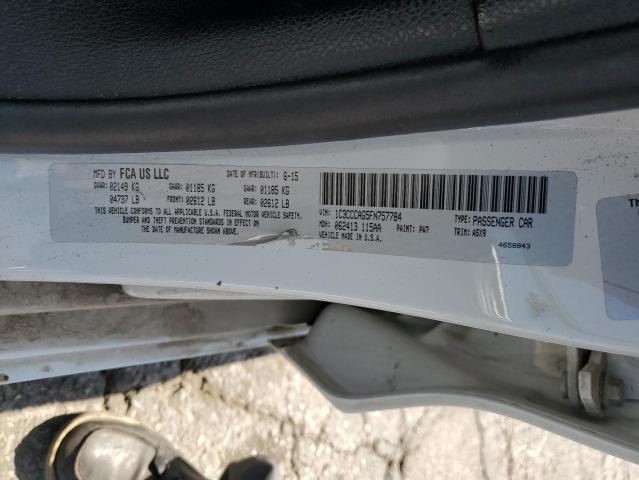 MFD BY FCA US LLC DATE OF MFR(BUILT): 6-15
GVWR: 02149 KG GAWR: 01185 KG GAWR: 01185 KG
04737 LB FRONT: 02612 LB REAR: 02612 LB
THIS VEHICLE CONFORMS TO ALL APPLICABLE U.S.A. FEDERAL MOTOR VEHICLE SAFETY,
BUMPER AND THEFT PREVENTION STANDARDS IN EFFECT ON
THE DATE OF MANUFACTURE SHOWN ABOVE.
VIN: 1C3CCCAG5FN757784 TYPE: PASSENGER CAR
MDH: 062413 115AA PAINT: PW7 TRIM: A5X9
VEHICLE MADE IN U.S.A. 4658843